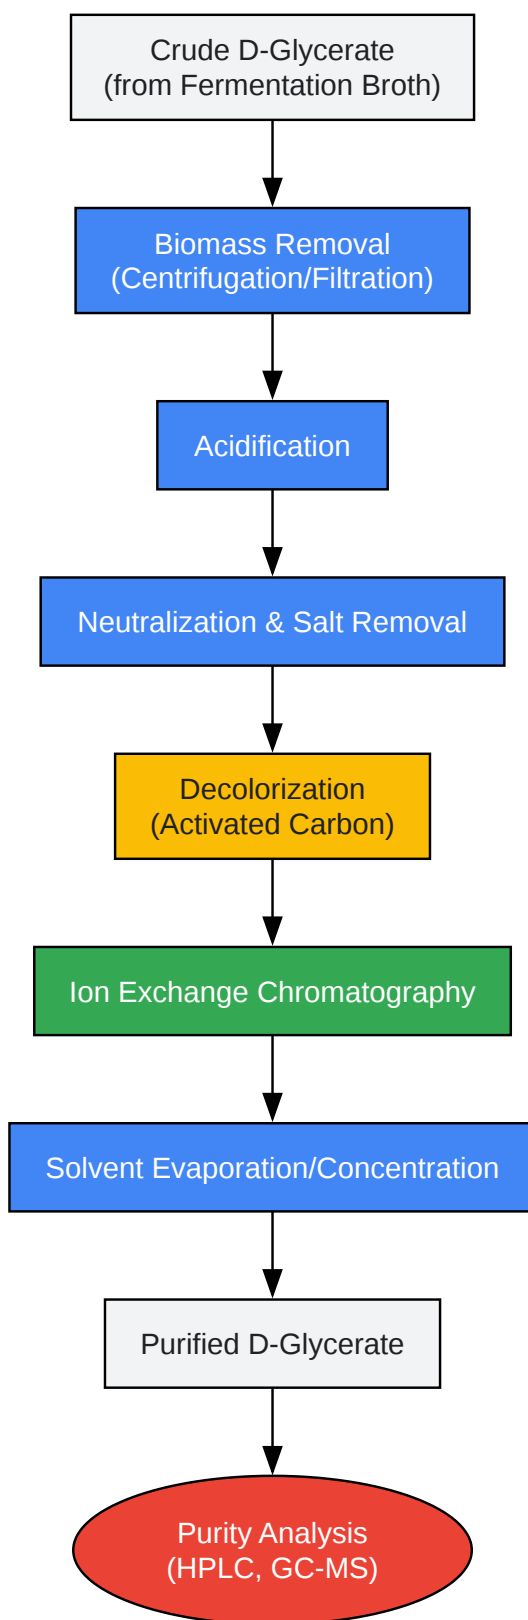 Crude D-Glycerate
(from Fermentation Broth)
Biomass Removal
(Centrifugation/Filtration)
Acidification
Neutralization & Salt Removal
Decolorization
(Activated Carbon)
Ion Exchange Chromatography
Solvent Evaporation/Concentration
Purified D-Glycerate
Purity Analysis
(HPLC, GC-MS)